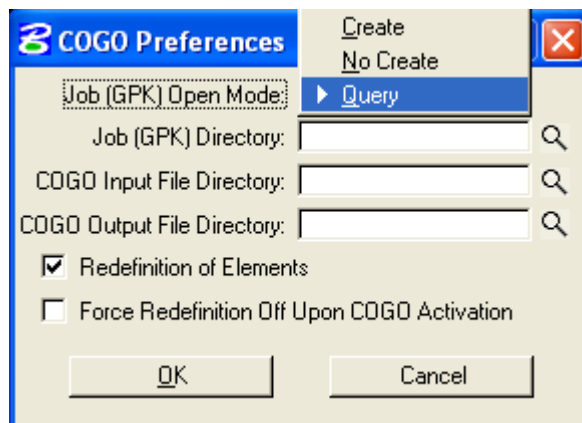 COGO Preferences
Create
No Create
Job (GPK) Open Mode:
Query
Job (GPK) Directory:
COGO Input File Directory:
COGO Output File Directory:
Redefinition of Elements
Force Redefinition Off Upon COGO Activation
OK
Cancel